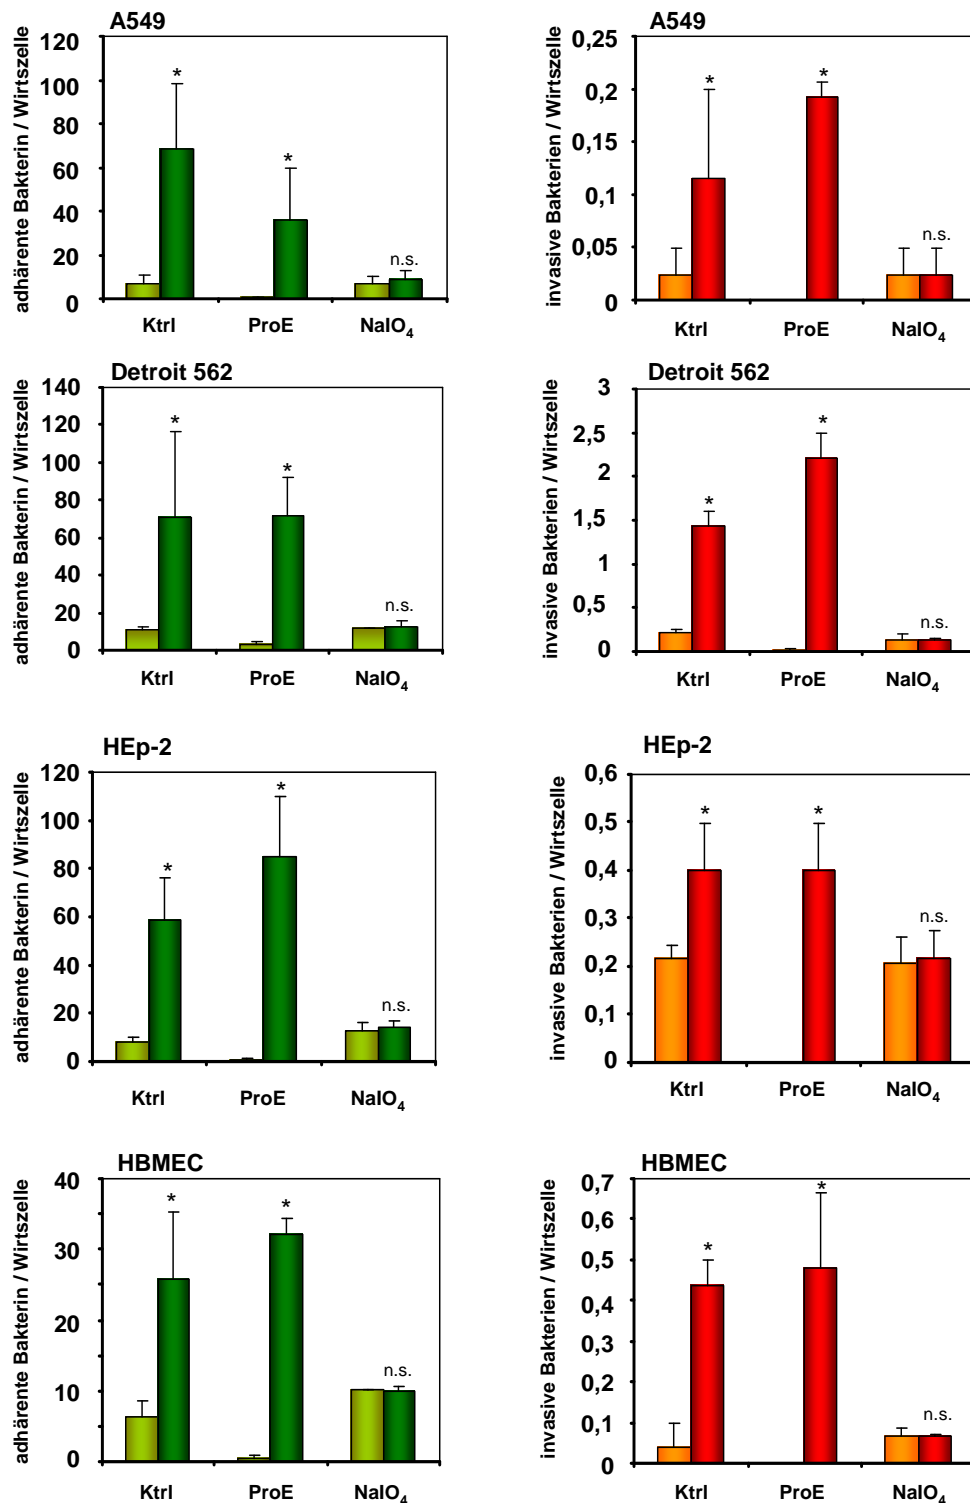 A549
adhärente Bakterin / Wirtszelle
120
100
80
60
40
20
0
*
*
n.s.
Ktrl ProE NaIO4
A549
invasive Bakterien / Wirtszelle
0,25
0,2
0,15
0,1
0,05
0
*
*
n.s.
Ktrl ProE NaIO4
Detroit 562
adhärente Bakterin / Wirtszelle
140
120
100
80
60
40
20
0
*
*
n.s.
Ktrl ProE NaIO4
Detroit 562
invasive Bakterien / Wirtszelle
3
2,5
2
1,5
1
0,5
0
*
*
n.s.
Ktrl ProE NaIO4
HEp-2
adhärente Bakterin / Wirtszelle
120
100
80
60
40
20
0
*
*
n.s.
Ktrl ProE NaIO4
HEp-2
invasive Bakterien / Wirtszelle
0,6
0,5
0,4
0,3
0,2
0,1
0
*
*
n.s.
Ktrl ProE NaIO4
HBMEC
adhärente Bakterin / Wirtszelle
40
30
20
10
0
*
*
n.s.
Ktrl ProE NaIO4
HBMEC
invasive Bakterien / Wirtszelle
0,7
0,6
0,5
0,4
0,3
0,2
0,1
0
*
*
n.s.
Ktrl ProE NaIO4